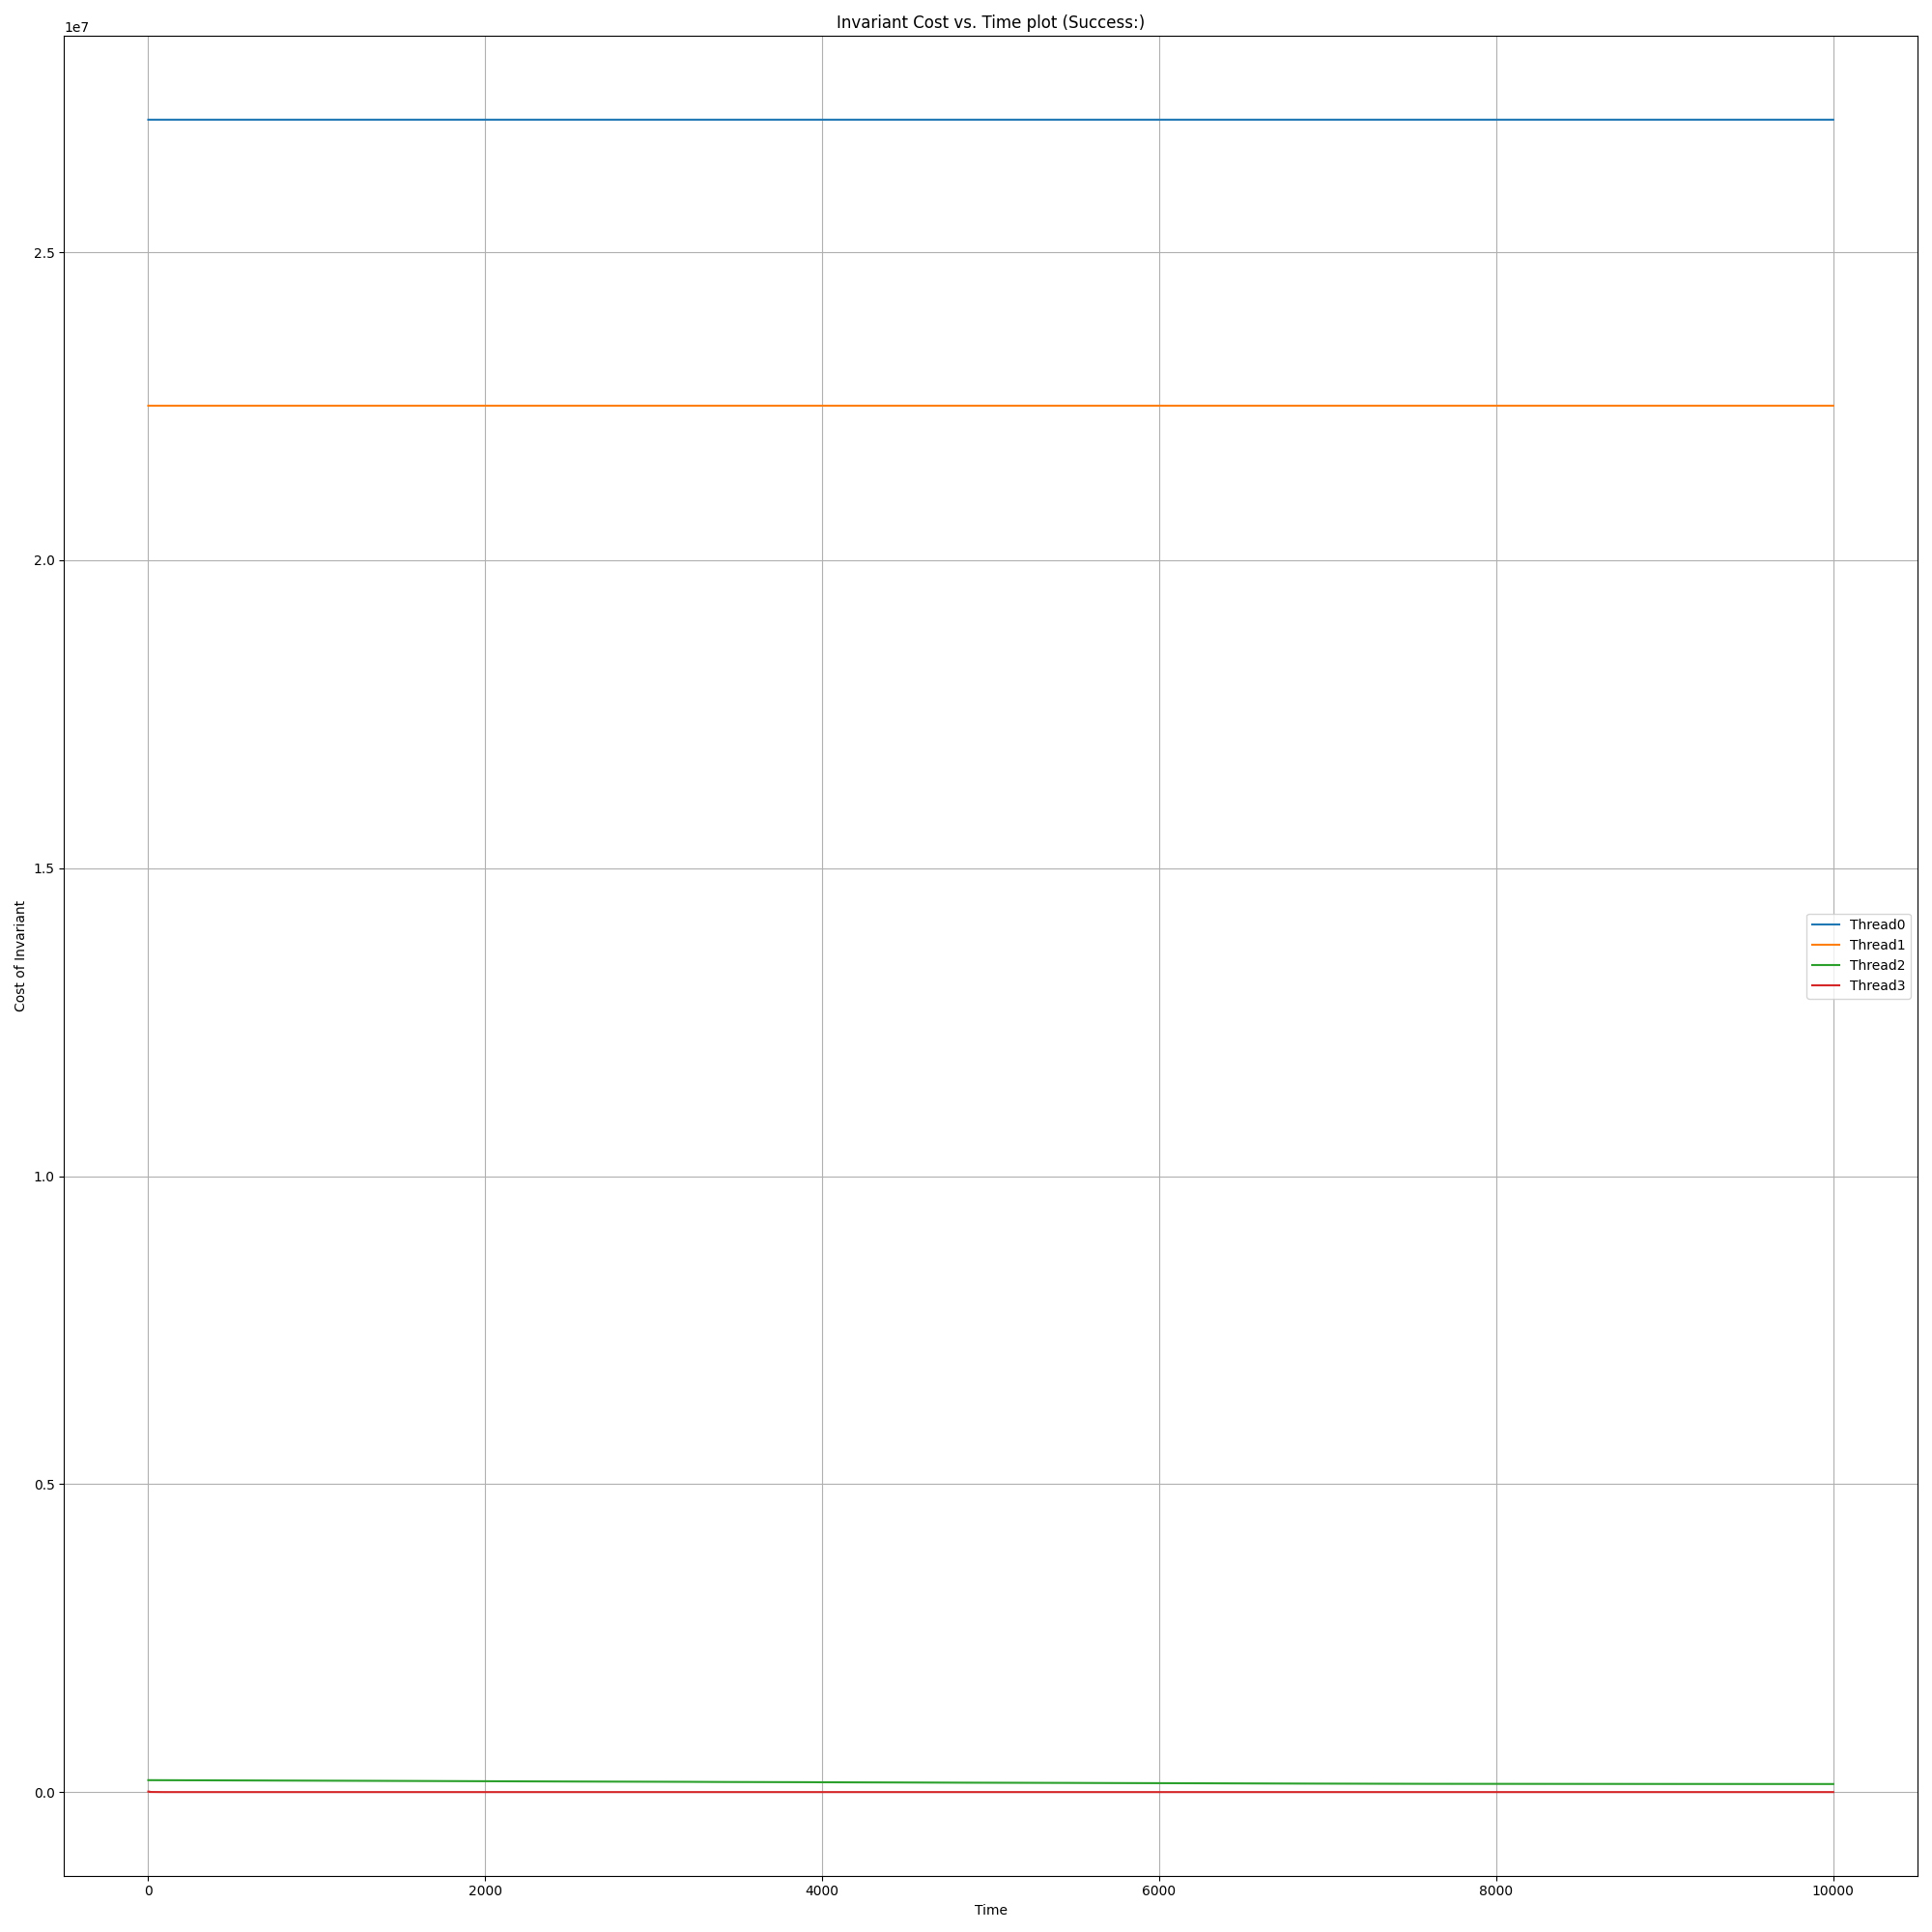 Invariant Cost vs. Time plot (Success:)
1e7
2.5
2.0
1.5
1.0
0.5
0.0
Cost of Invariant
Thread0
Thread1
Thread2
Thread3
0 2000 4000 6000 8000 10000
Time